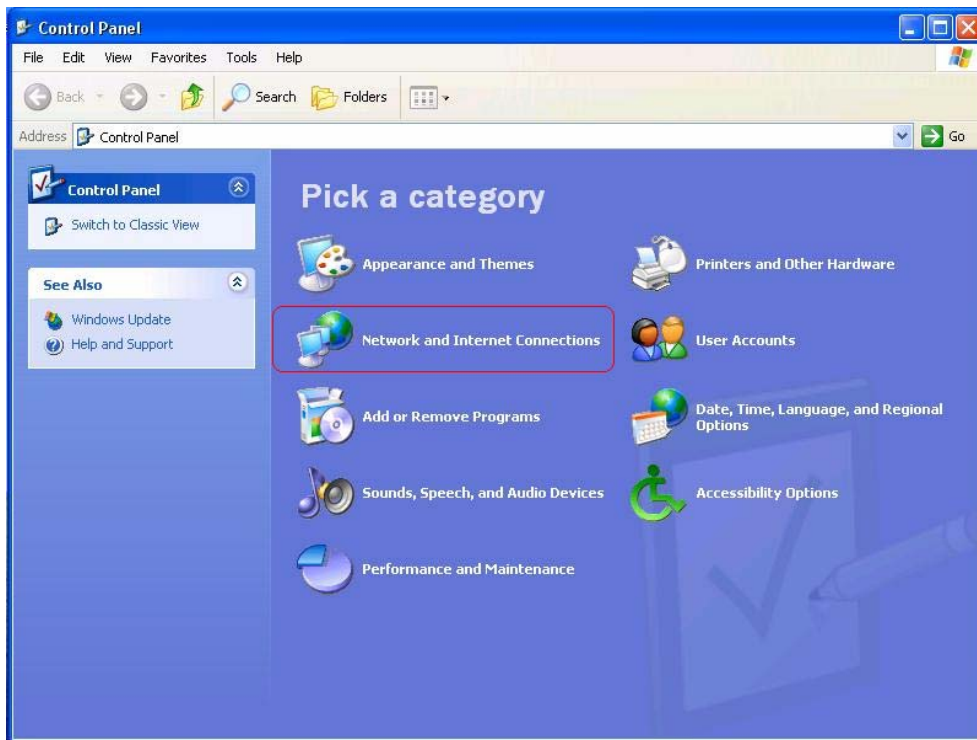 Control Panel
File Edit View Favorites Tools Help
Back Search Folders
Address Control Panel Go
Control Panel
Switch to Classic View
See Also
Windows Update
Help and Support
Pick a category
Appearance and Themes
Printers and Other Hardware
Network and Internet Connections
User Accounts
Add or Remove Programs
Date, Time, Language, and Regional
Options
Sounds, Speech, and Audio Devices
Accessibility Options
Performance and Maintenance